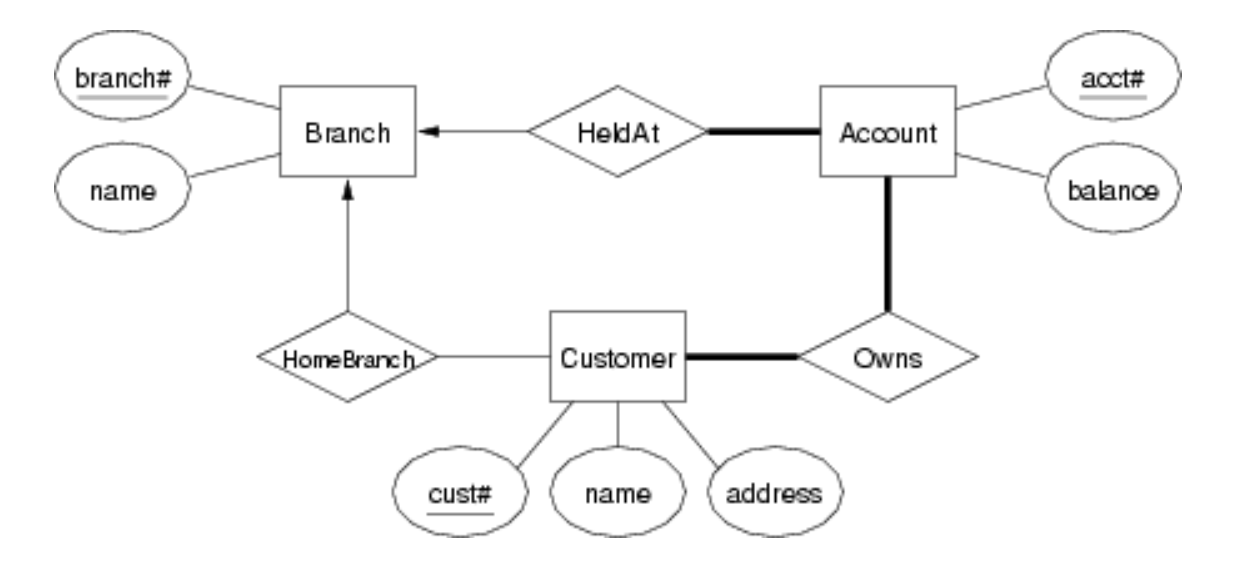 branch#
name
Branch
HeldAt
Account
acct#
balance
HomeBranch
Customer
Owns
cust#
name
address